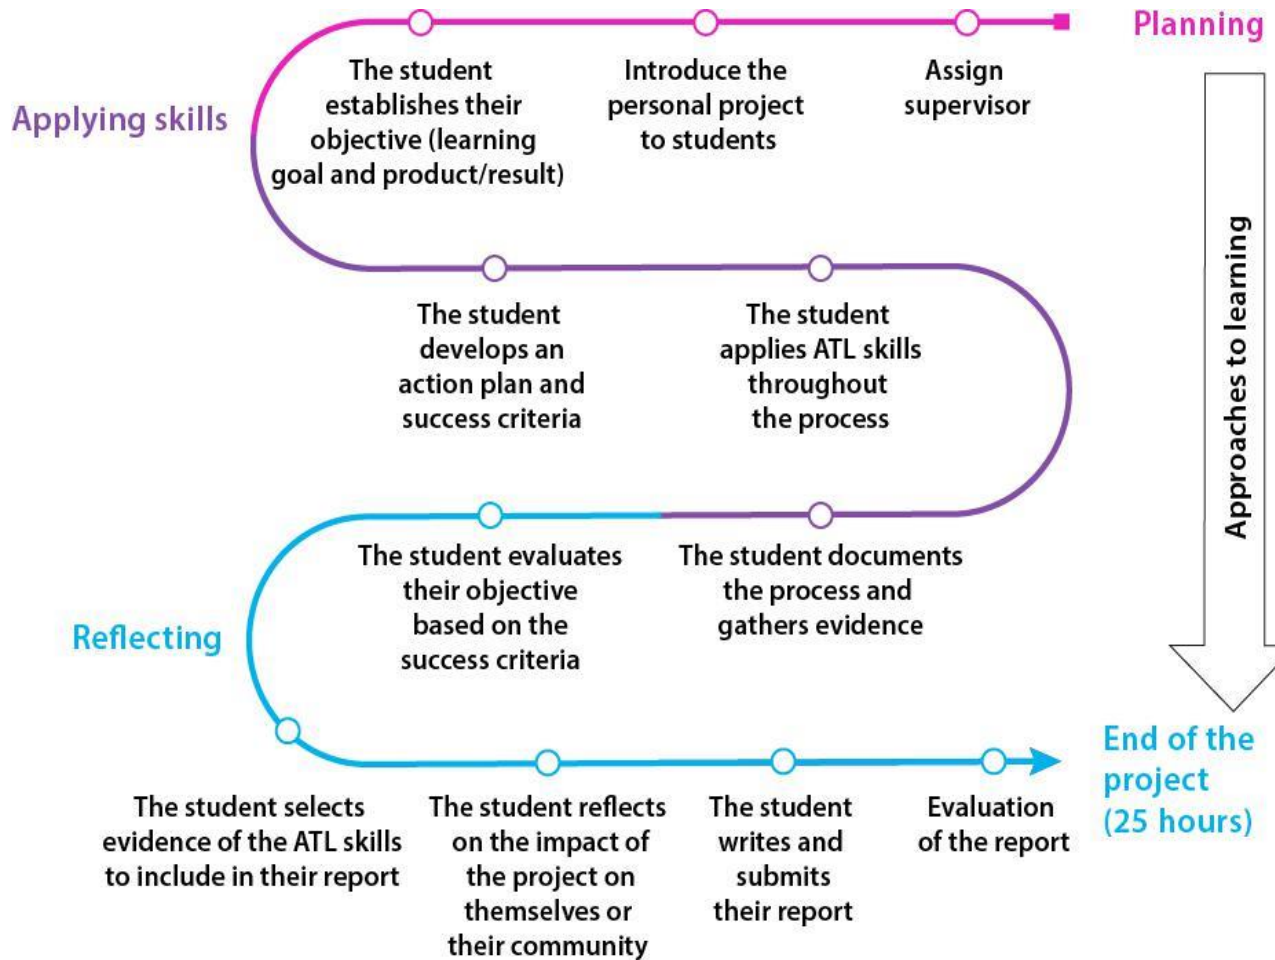 Planning
The student
establishes their
objective (learning
goal and product/result)
Introduce the
personal project
to students
Assign
supervisor
Applying skills
The student
develops an
action plan and
success criteria
The student
applies ATL skills
throughout
the process
Approaches to learning
The student evaluates
their objective
based on the
success criteria
The student documents
the process and
gathers evidence
Reflecting
The student selects
evidence of the ATL skills
to include in their report
The student reflects
on the impact of
the project on
themselves or
their community
The student
writes and
submits
their report
Evaluation
of the report
End of the
project
(25 hours)